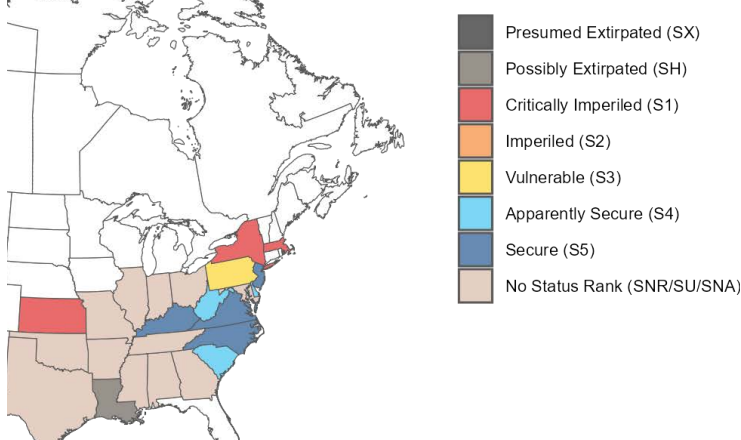 Presumed Extirpated (SX)
Possibly Extirpated (SH)
Critically Imperiled (S1)
Imperiled (S2)
Vulnerable (S3)
Apparently Secure (S4)
Secure (S5)
No Status Rank (SNR/SU/SNA)